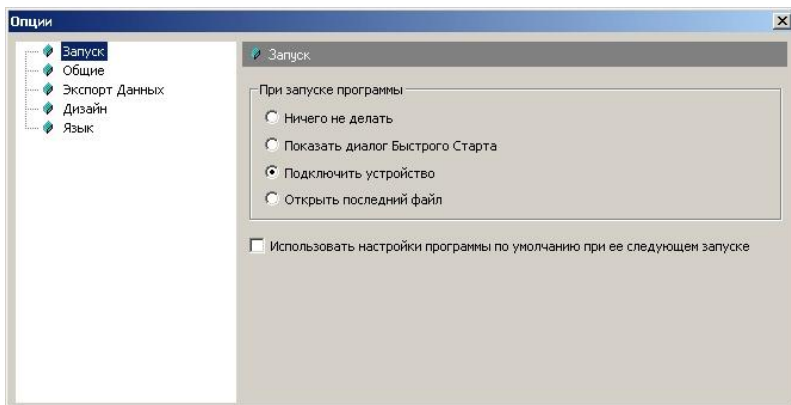 Опции
Запуск
Общие
Экспорт Данных
Дизайн
Язык
Запуск
При запуске программы
Ничего не делать
Показать диалог Быстрого Старта
Подключить устройство
Открыть последний файл
Использовать настройки программы по умолчанию при ее следующем запуске